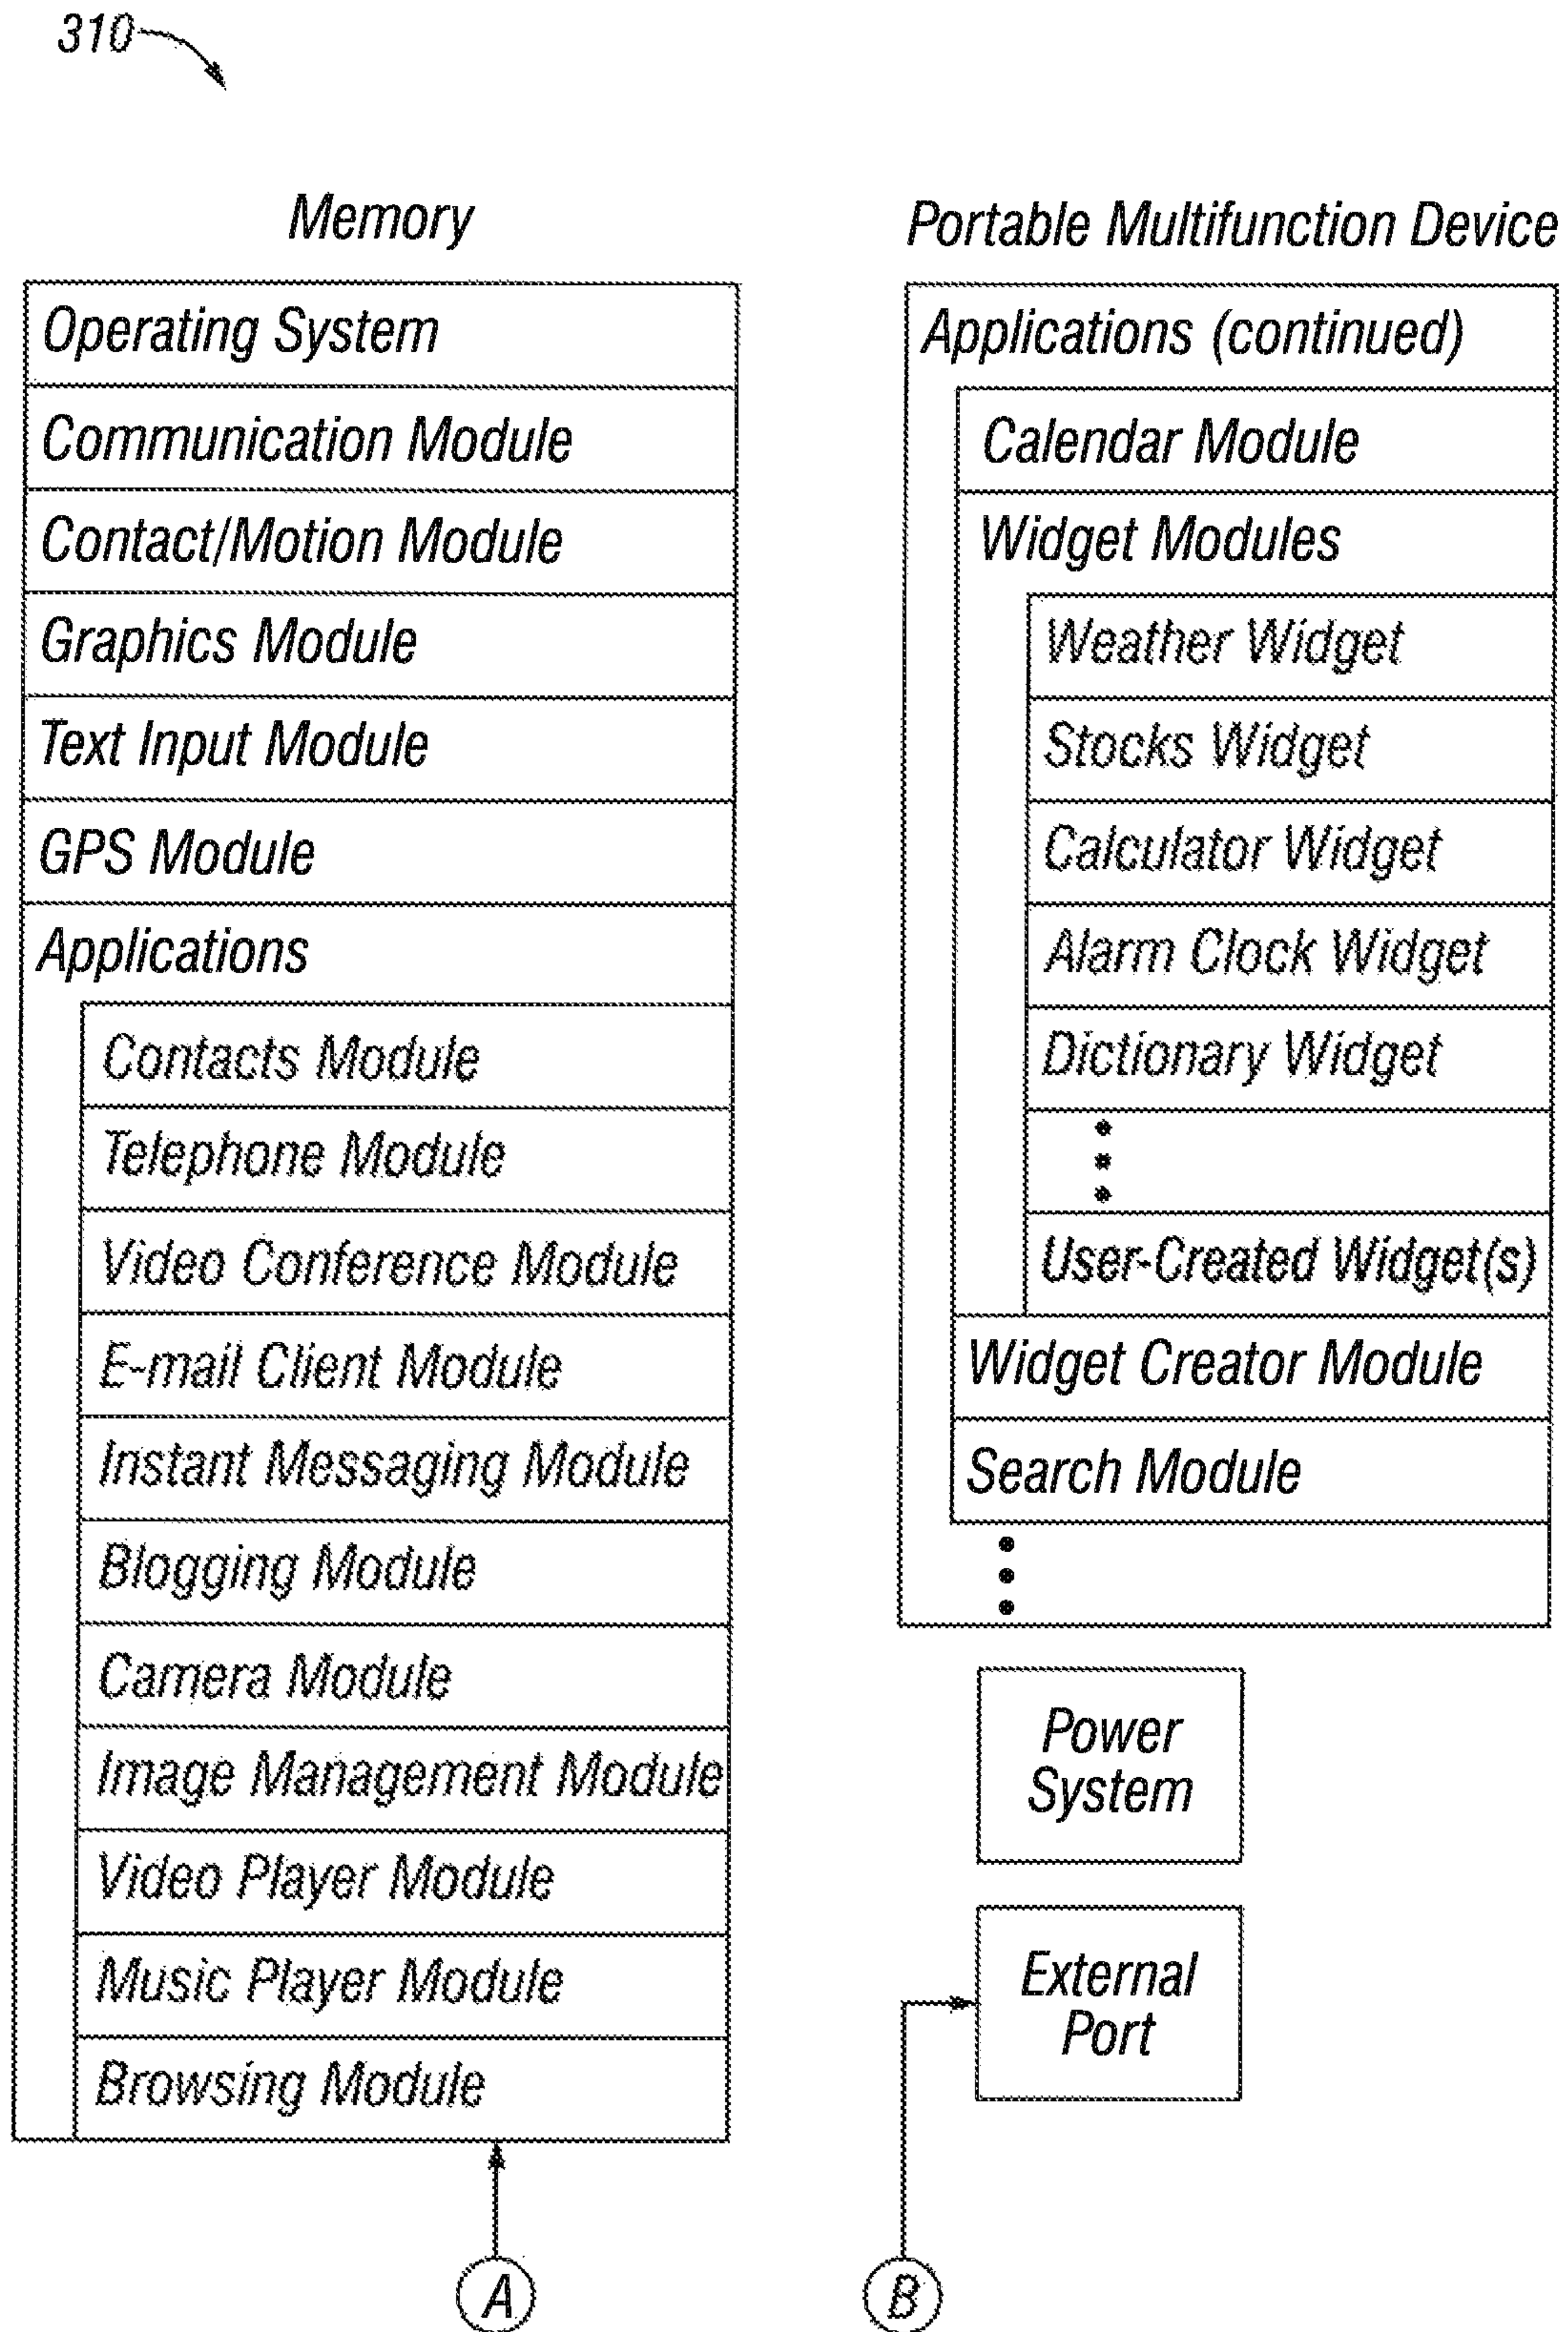 310
Memory
Operating System
Communication Module
Contact/Motion Module
Graphics Module
Text Input Module
GPS Module
Applications
Contacts Module
Telephone Module
Video Conference Module
E-mail Client Module
Instant Messaging Module
Blogging Module
Camera Module
Image Management Module
Video Player Module
Music Player Module
Browsing Module
A
Portable Multifunction Device
Applications (continued)
Calendar Module
Widget Modules
Weather Widget
Stocks Widget
Calculator Widget
Alarm Clock Widget
Dictionary Widget
User-Created Widget(s)
Widget Creator Module
Search Module
Power
System
External
Port
B